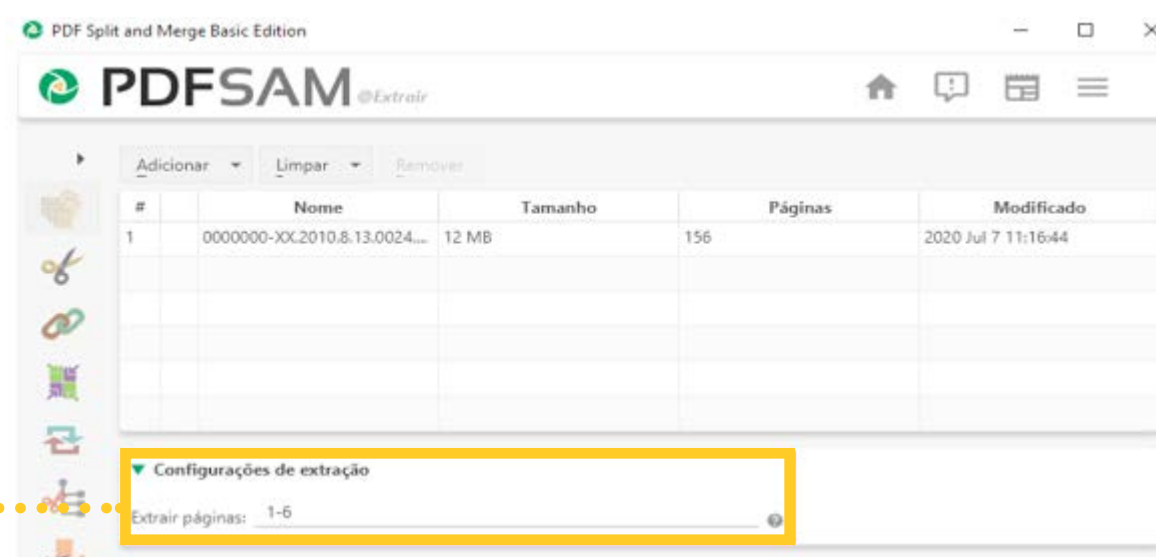 PDF Split and Merge Basic Edition
PDFSAM @Extrair
Adicionar Limpar Remover
# Nome Tamanho Páginas Modificado
1 0000000-XX.2010.8.13.0024.... 12 MB 156 2020 Jul 7 11:16:44
Configurações de extração
Extrair páginas: 1-6